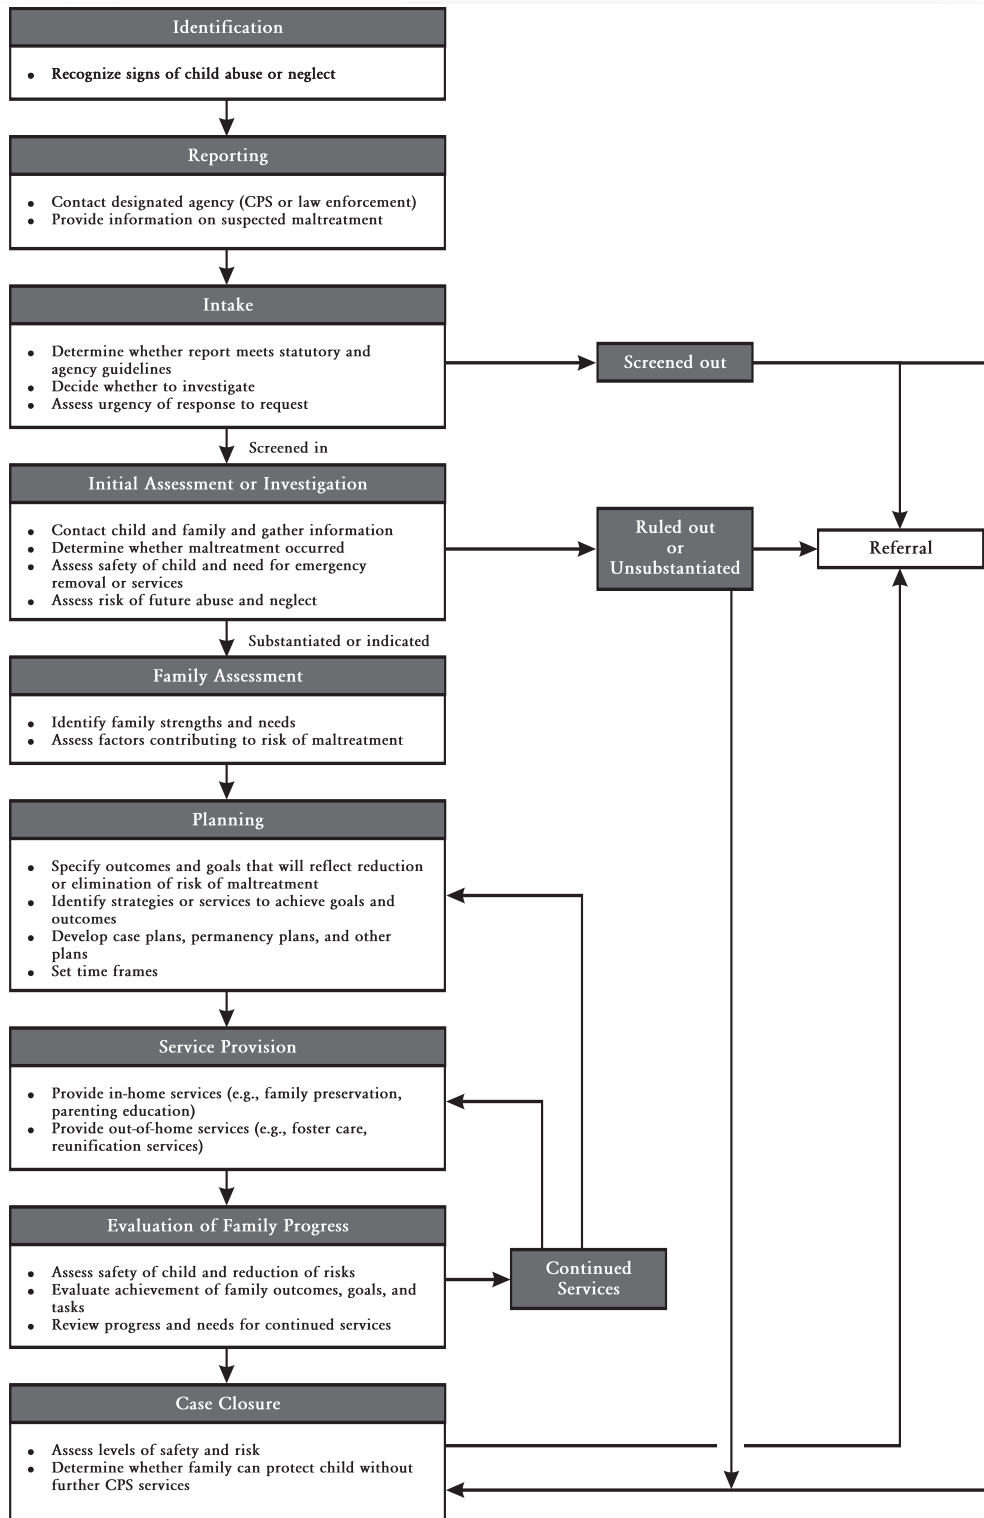 Identification
• Recognize signs of child abuse or neglect
Reporting
• Contact designated agency (CPS or law enforcement)
• Provide information on suspected maltreatment
Intake
• Determine whether report meets statutory and
agency guidelines
• Decide whether to investigate
• Assess urgency of response to request
Screened out
Screened in
Initial Assessment or Investigation
• Contact child and family and gather information
• Determine whether maltreatment occurred
• Assess safety of child and need for emergency
removal or services
• Assess risk of future abuse and neglect
Ruled out
or
Unsubstantiated
Referral
Substantiated or indicated
Family Assessment
• Identify family strengths and needs
• Assess factors contributing to risk of maltreatment
Planning
• Specify outcomes and goals that will reflect reduction
or elimination of risk of maltreatment
• Identify strategies or services to achieve goals and
outcomes
• Develop case plans, permanency plans, and other
plans
• Set time frames
Service Provision
• Provide in-home services (e.g., family preservation,
parenting education)
• Provide out-of-home services (e.g., foster care,
reunification services)
Evaluation of Family Progress
• Assess safety of child and reduction of risks
• Evaluate achievement of family outcomes, goals, and
tasks
• Review progress and needs for continued services
Continued
Services
Case Closure
• Assess levels of safety and risk
• Determine whether family can protect child without
further CPS services